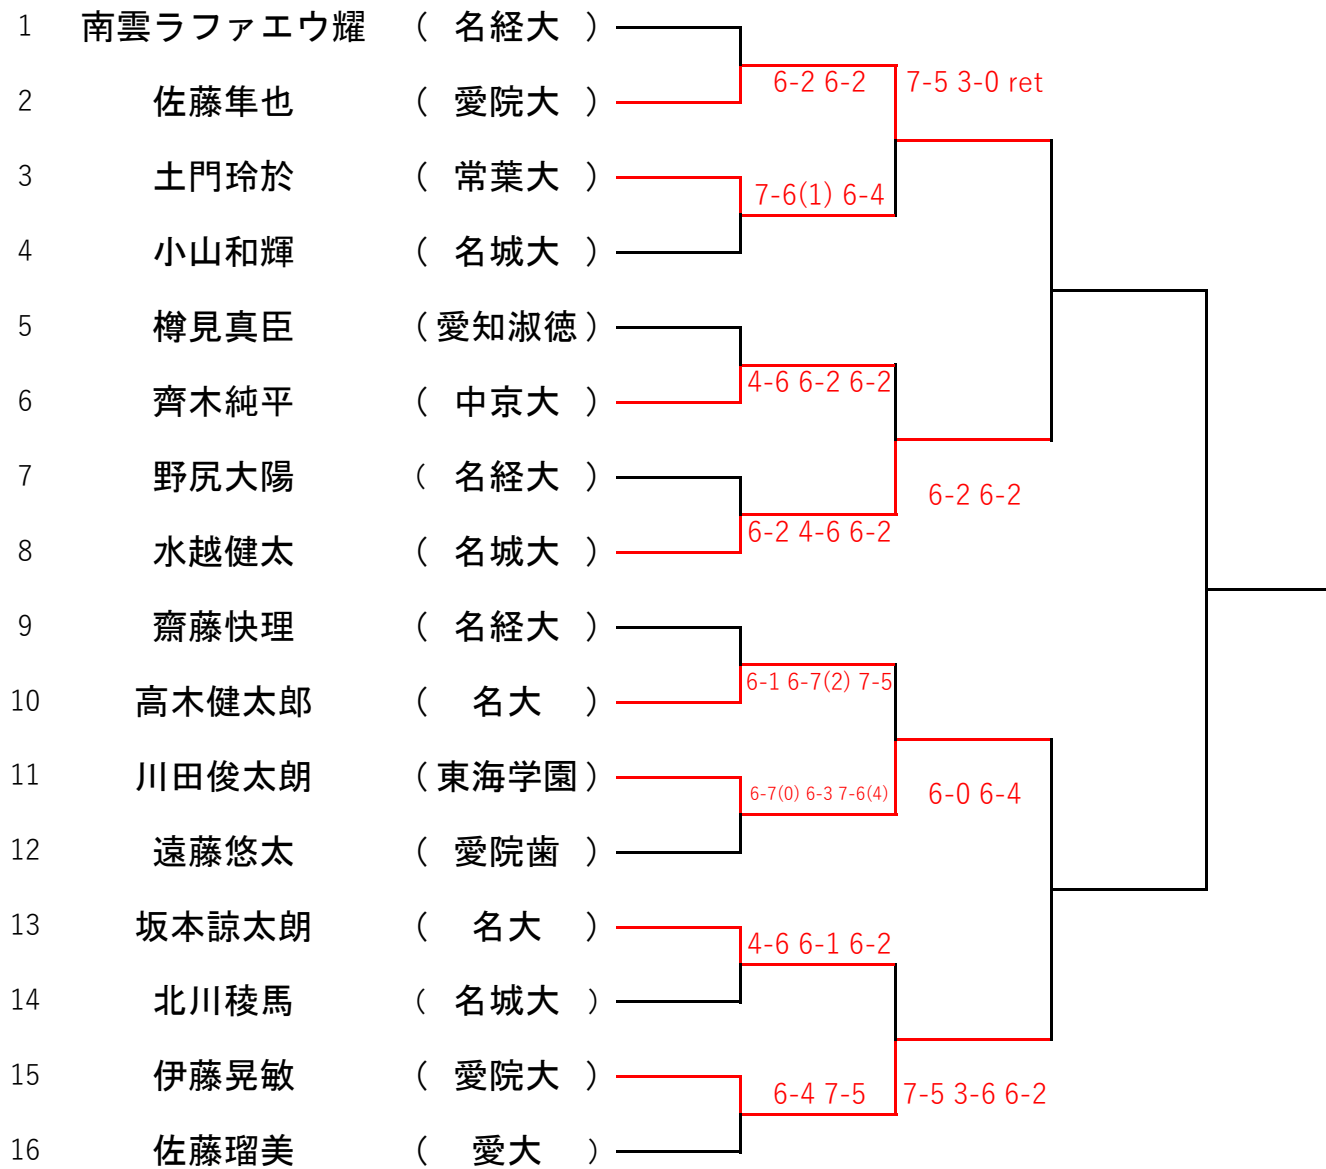 1 南雲ラファエウ耀 ( 名経大 )
6-2 6-2 7-5 3-0 ret
2 佐藤隼也 ( 愛院大 )
3 土門玲於 ( 常葉大 )
7-6(1) 6-4
4 小山和輝 ( 名城大 )
5 樽見真臣 ( 愛知淑徳 )
4-6 6-2 6-2
6 齊木純平 ( 中京大 )
7 野尻大陽 ( 名経大 )
6-2 6-2
6-2 4-6 6-2
8 水越健太 ( 名城大 )
9 齋藤快理 ( 名経大 )
6-1 6-7(2) 7-5
10 高木健太郎 ( 名大 )
11 川田俊太朗 ( 東海学園 )
6-7(0) 6-3 7-6(4) 6-0 6-4
12 遠藤悠太 ( 愛院歯 )
13 坂本諒太朗 ( 名大 )
4-6 6-1 6-2
14 北川稜馬 ( 名城大 )
15 伊藤晃敏 ( 愛院大 )
6-4 7-5 7-5 3-6 6-2
16 佐藤瑠美 ( 愛大 )